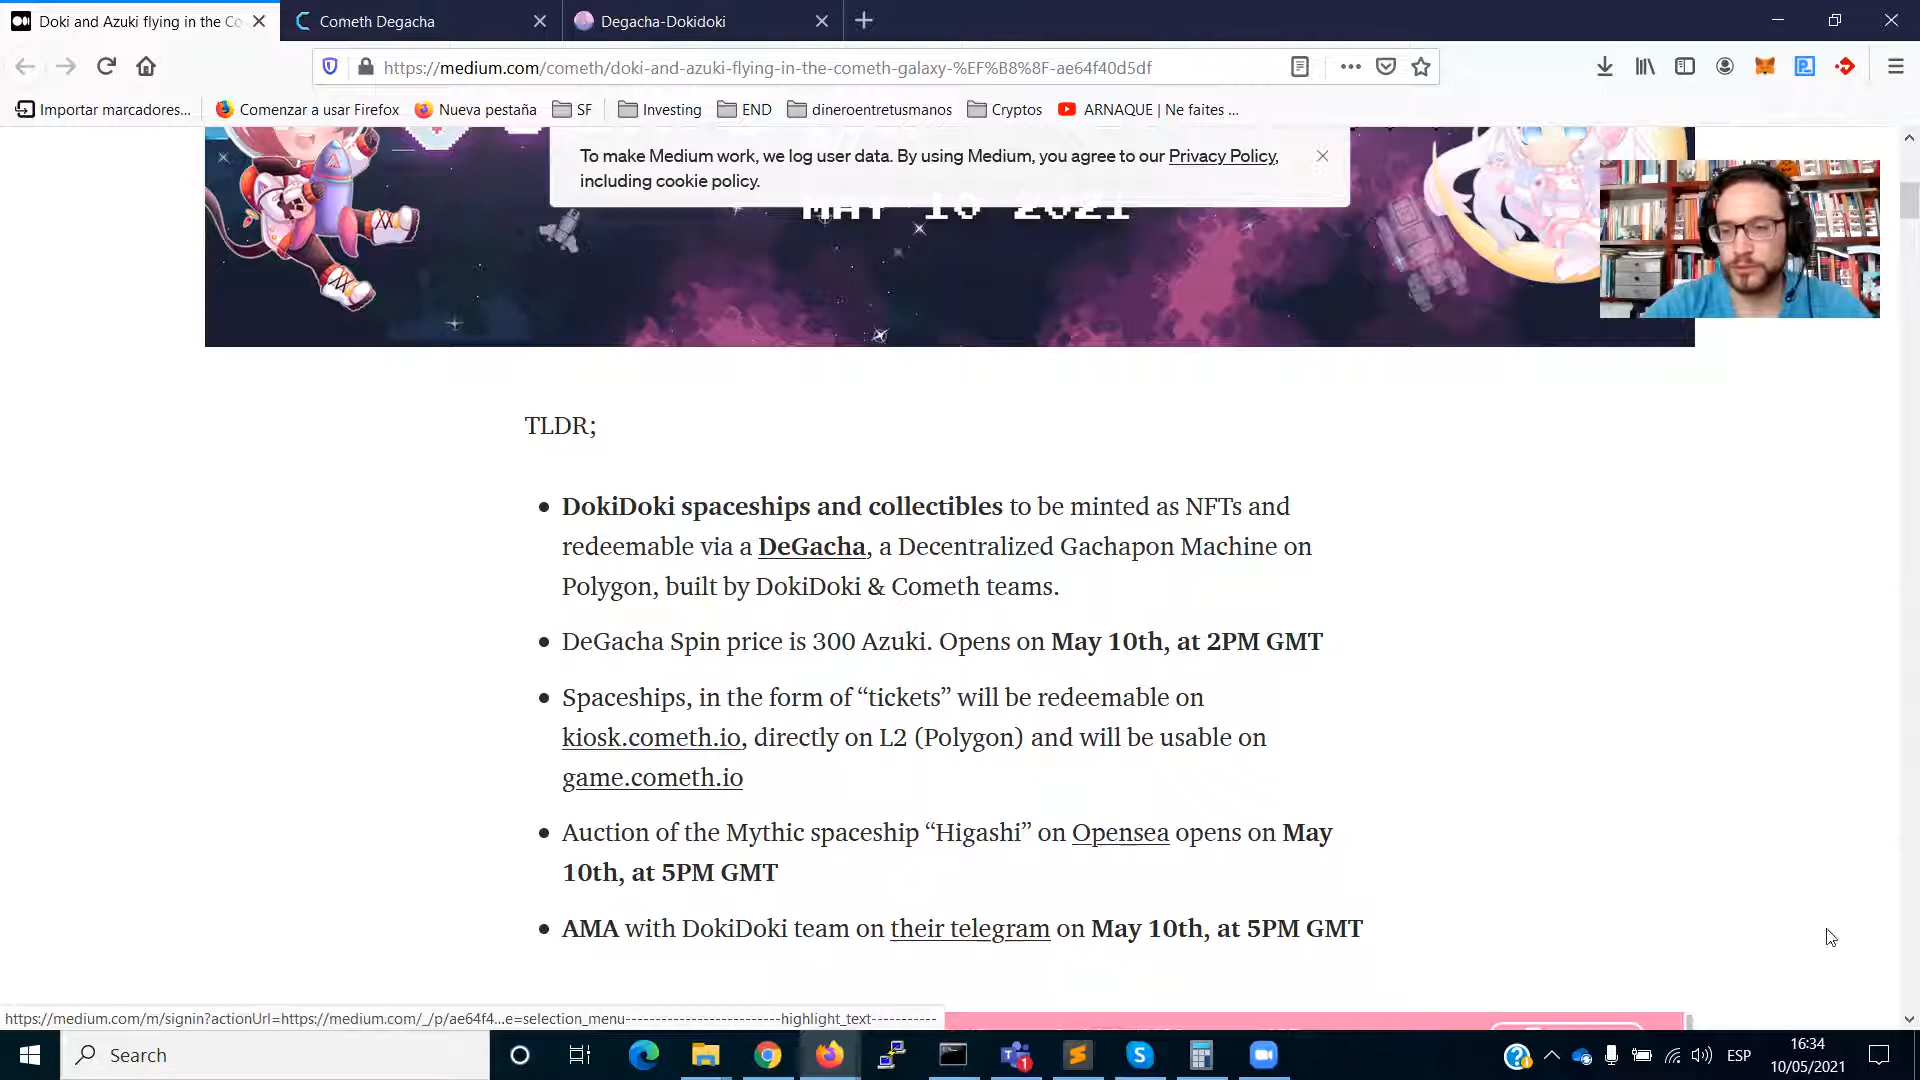 Doki and Azuki flying in the Co
Cometh Degacha
Degacha-Dokidoki
https://medium.com/cometh/doki-and-azuki-flying-in-the-cometh-galaxy-%EF%B8%8F-ae64f40d5df
Importar marcadores...
Comenzar a usar Firefox
Nueva pestaña
SF
Investing
END
dineroentretusmanos
Cryptos
ARNAQUE | Ne faites ...
To make Medium work, we log user data. By using Medium, you agree to our Privacy Policy,
including cookie policy.
MAY 10 2021
TLDR;
• DokiDoki spaceships and collectibles to be minted as NFTs and
redeemable via a DeGacha, a Decentralized Gachapon Machine on
Polygon, built by DokiDoki & Cometh teams.
• DeGacha Spin price is 300 Azuki. Opens on May 10th, at 2PM GMT
• Spaceships, in the form of “tickets” will be redeemable on
kiosk.cometh.io, directly on L2 (Polygon) and will be usable on
game.cometh.io
• Auction of the Mythic spaceship “Higashi” on Opensea opens on May
10th, at 5PM GMT
• AMA with DokiDoki team on their telegram on May 10th, at 5PM GMT
https://medium.com/m/signin?actionUrl=https://medium.com/_/p/ae64f4...e=selection_menu--------------------------highlight_text-----------
Search
1
ESP
16:34
10/05/2021